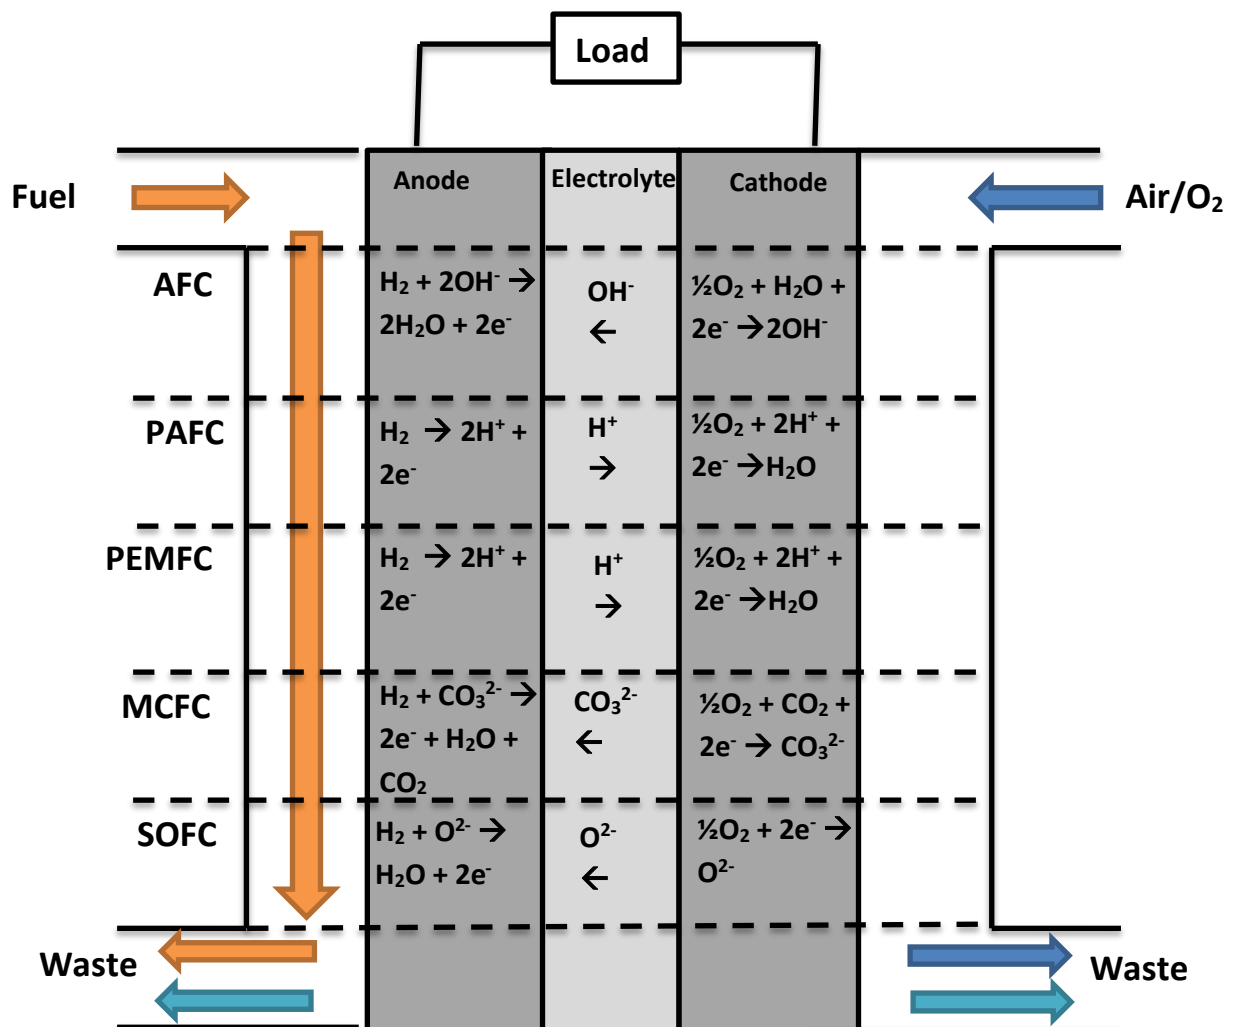 Load
Anode
Electrolyte
Cathode
Fuel
Air/O₂
AFC
H₂ + 2OH⁻ →
2H₂O + 2e⁻
OH⁻
←
½O₂ + H₂O +
2e⁻ →2OH⁻
PAFC
H₂ → 2H⁺ +
2e⁻
H⁺
→
½O₂ + 2H⁺ +
2e⁻ →H₂O
PEMFC
H₂ → 2H⁺ +
2e⁻
H⁺
→
½O₂ + 2H⁺ +
2e⁻ →H₂O
MCFC
H₂ + CO₃²⁻ →
2e⁻ + H₂O +
CO₂
CO₃²⁻
←
½O₂ + CO₂ +
2e⁻ → CO₃²⁻
SOFC
H₂ + O²⁻ →
H₂O + 2e⁻
O²⁻
←
½O₂ + 2e⁻ →
O²⁻
Waste
Waste